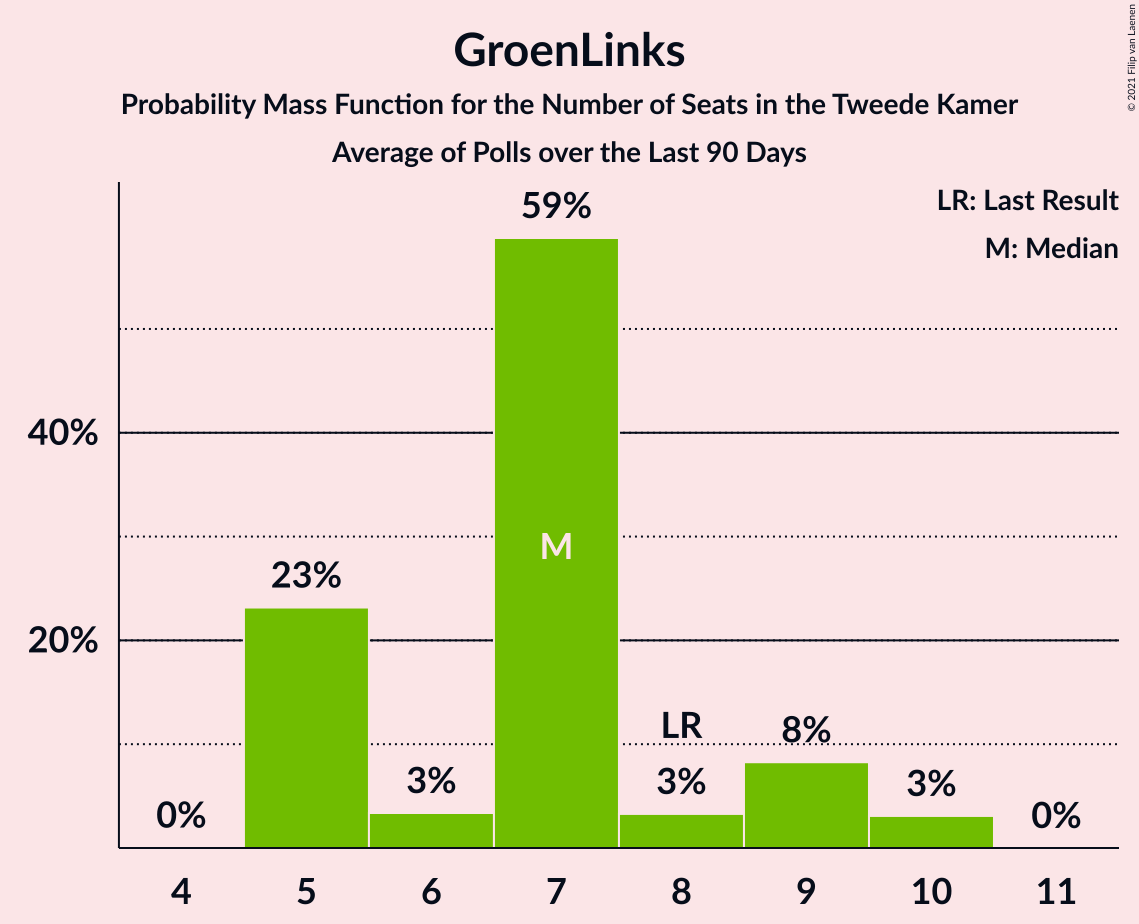 GroenLinks
Probability Mass Function for the Number of Seats in the Tweede Kamer
Average of Polls over the Last 90 Days
© 2021 Filip van Laenen
LR: Last Result
M: Median
59%
40%
M
23%
20%
LR
8%
3%
3%
3%
0%
0%
4 5 6 7 8 9 10 11